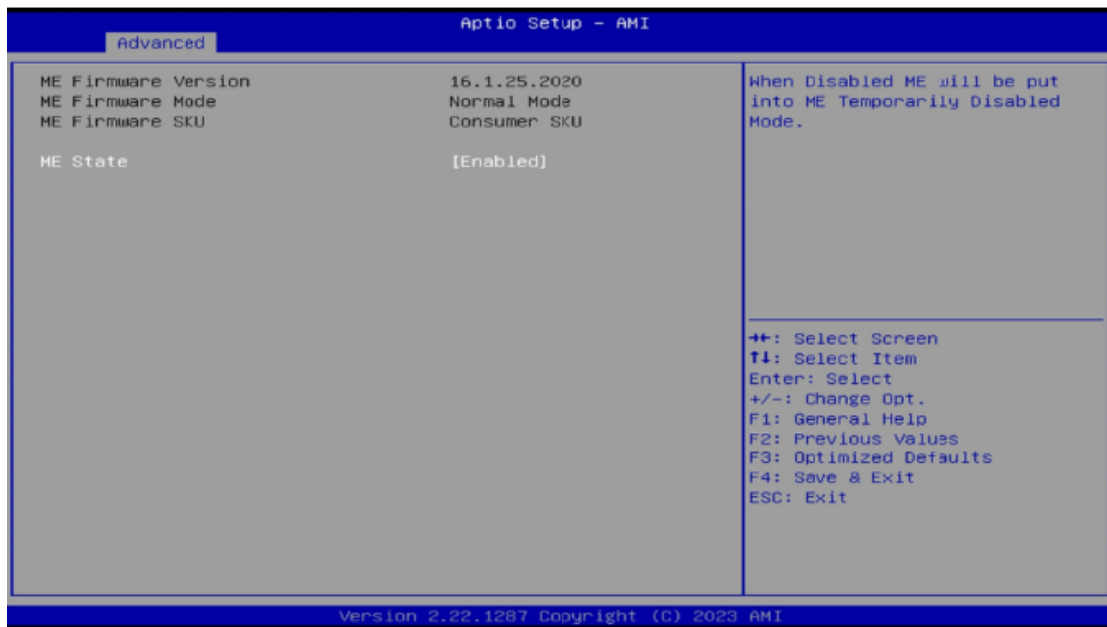 Aptio Setup - AMI
Advanced
ME Firmware Version 16.1.25.2020
ME Firmware Mode Normal Mode
ME Firmware SKU Consumer SKU
ME State [Enabled]
When Disabled ME will be put
into ME Temporarily Disabled
Mode.
→←: Select Screen
↑↓: Select Item
Enter: Select
+/-: Change Opt.
F1: General Help
F2: Previous Values
F3: Optimized Defaults
F4: Save & Exit
ESC: Exit
Version 2.22.1287 Copyright (C) 2023 AMI